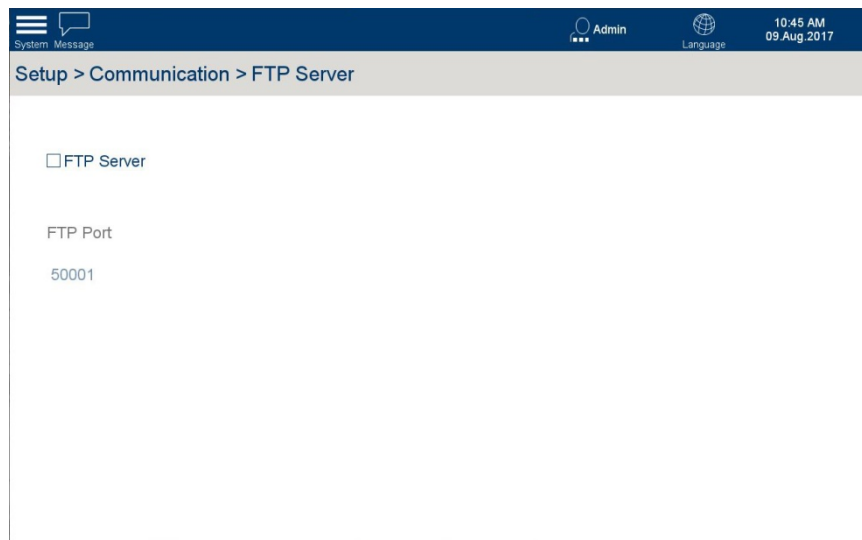 System Message
Admin
Language
10:45 AM
09.Aug.2017
Setup > Communication > FTP Server
FTP Server
FTP Port
50001